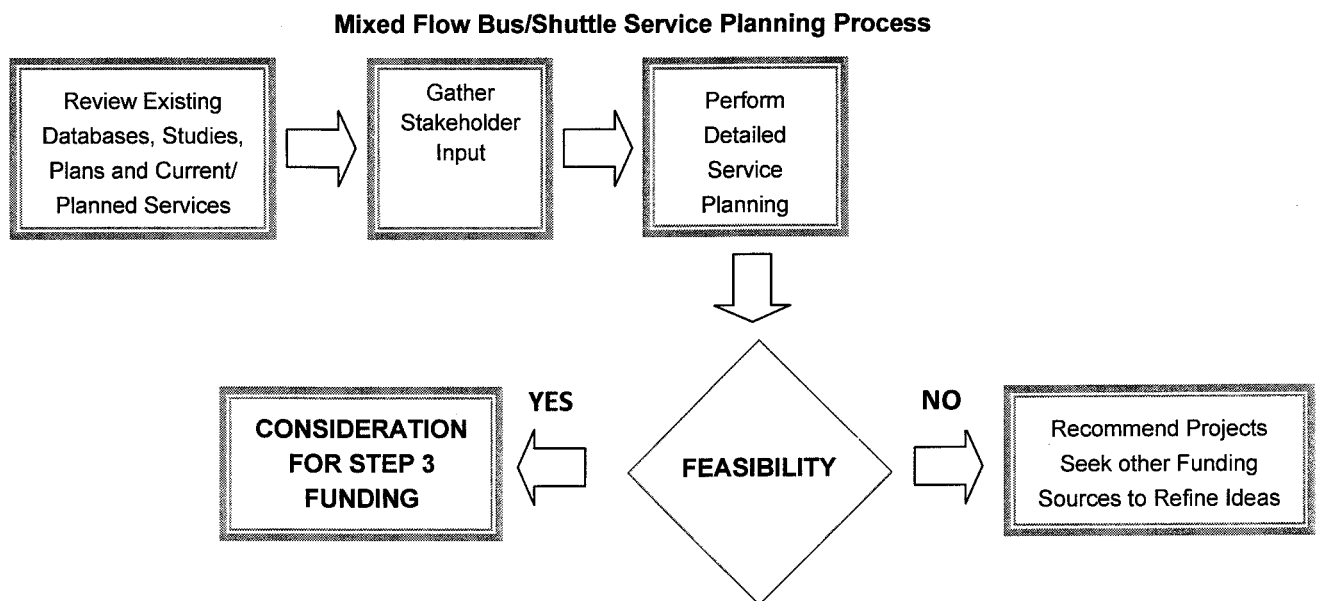 Mixed Flow Bus/Shuttle Service Planning Process
Review Existing
Databases, Studies,
Plans and Current/
Planned Services
Gather
Stakeholder
Input
Perform
Detailed
Service
Planning
YES
NO
CONSIDERATION
FOR STEP 3
FUNDING
FEASIBILITY
Recommend Projects
Seek other Funding
Sources to Refine Ideas